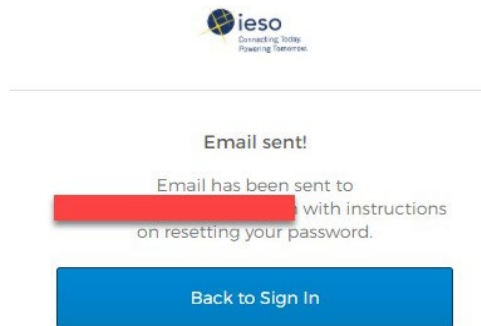 ieso
Connecting Today.
Powering Tomorrow.
Email sent!
Email has been sent to
with instructions
on resetting your password.
Back to Sign In